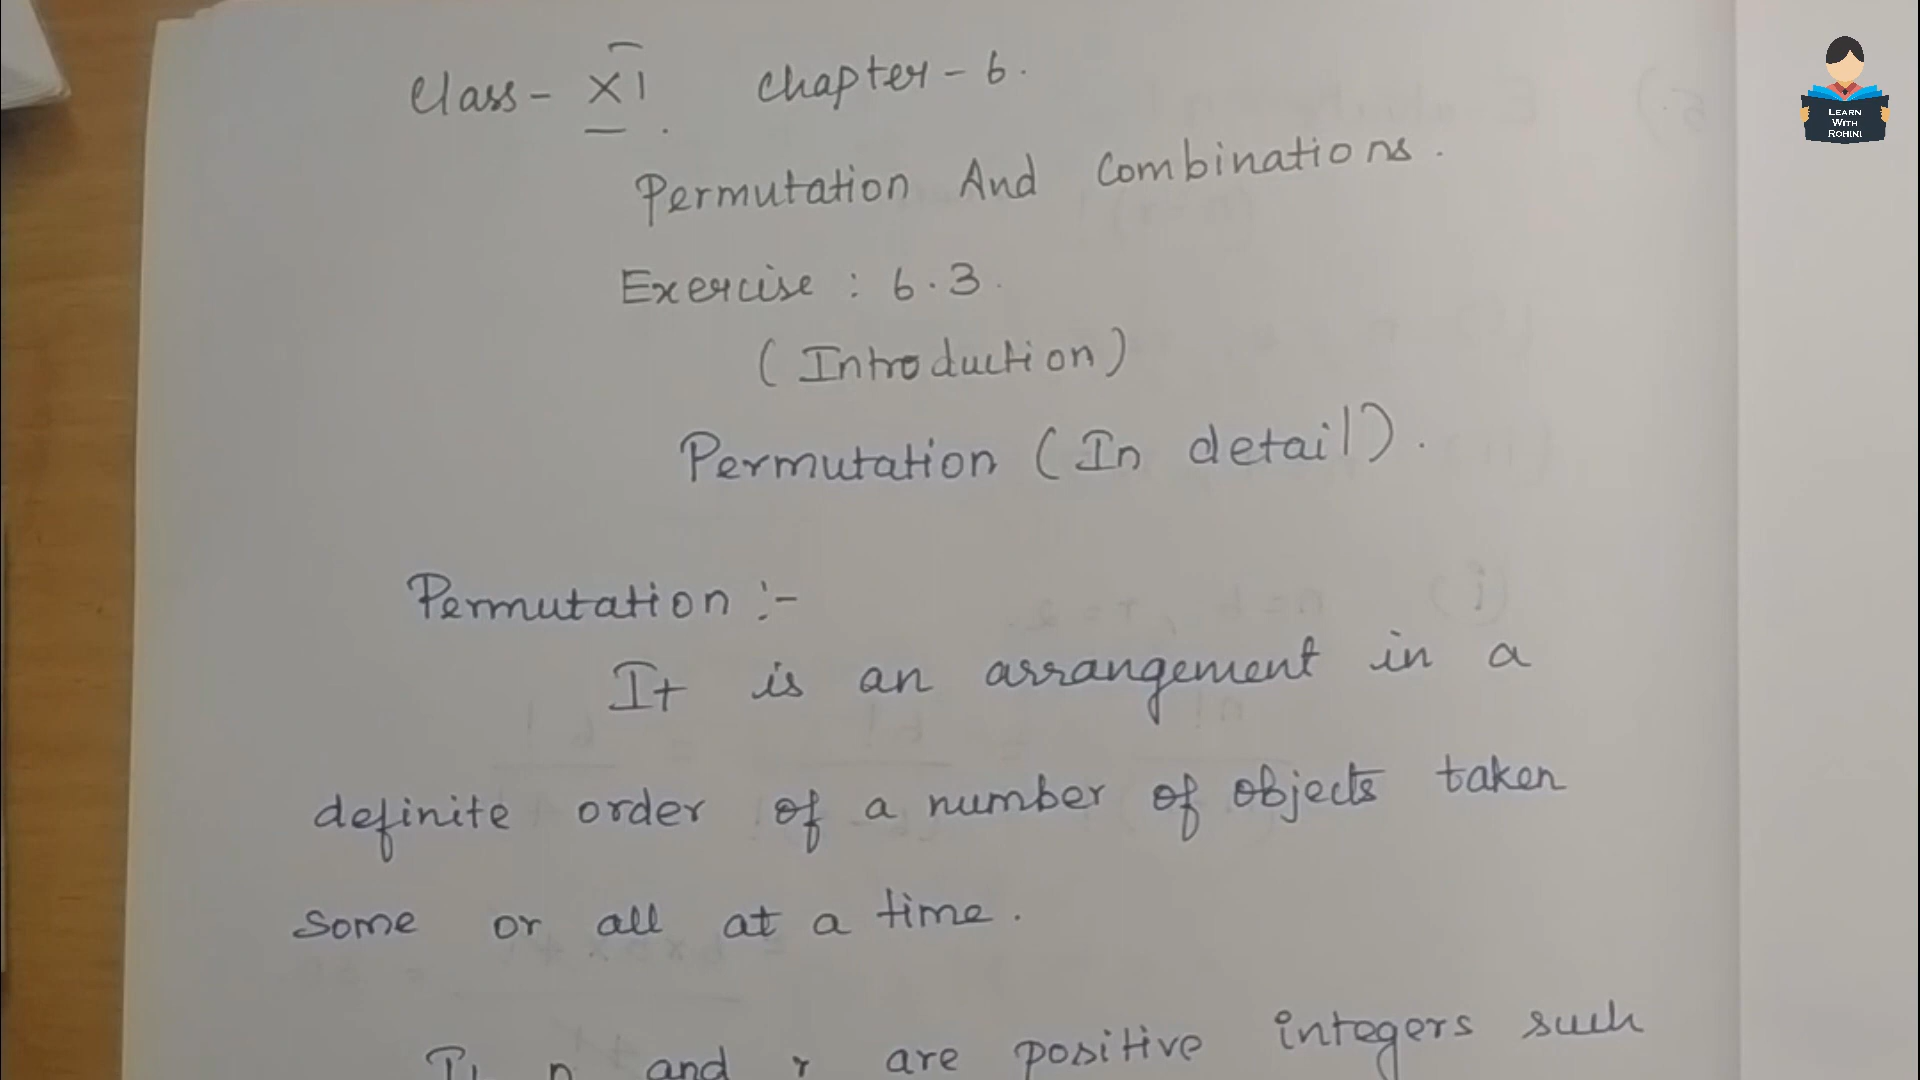 Class - XI. Chapter - 6.
Permutation And Combinations.
Exercise : 6.3.
(Introduction)
Permutation (In detail).
Permutation :-
It is an arrangement in a
definite order of a number of objects taken
some or all at a time.
n and r are positive integers such
LEARN
WITH
ROHINI